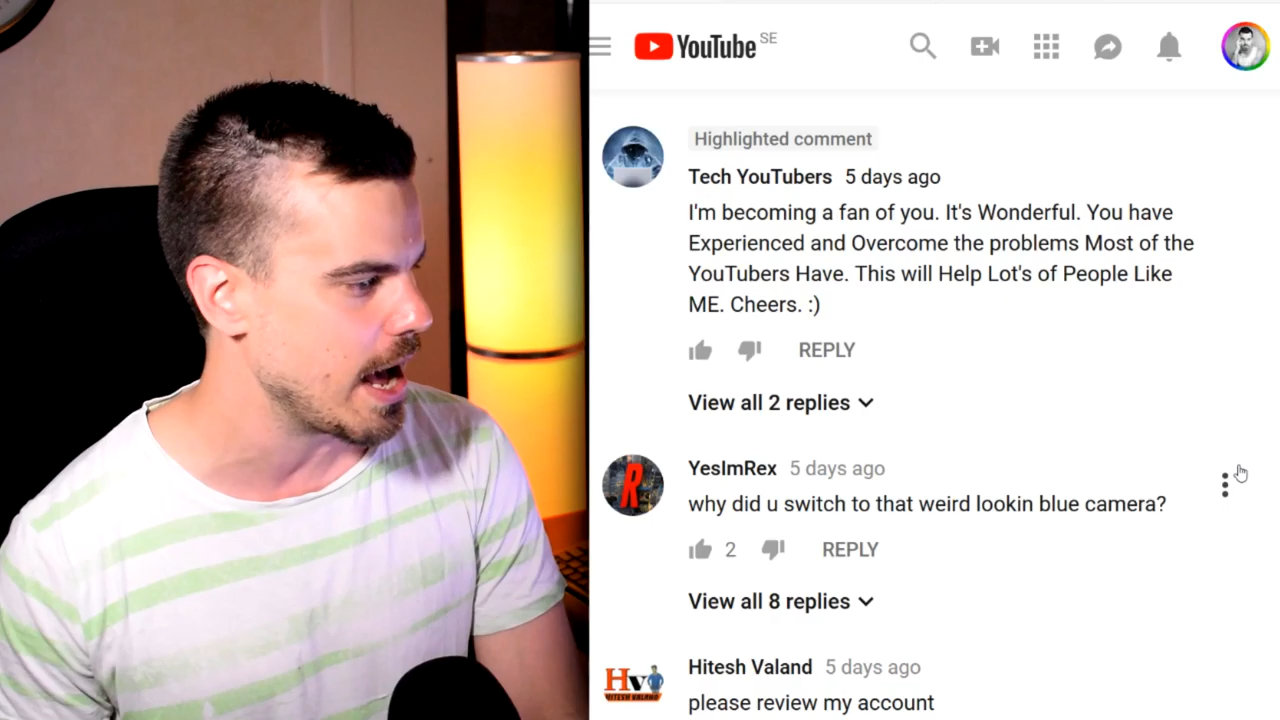 YouTube SE
Highlighted comment
Tech YouTubers 5 days ago
I'm becoming a fan of you. It's Wonderful. You have
Experienced and Overcome the problems Most of the
YouTubers Have. This will Help Lot's of People Like
ME. Cheers. :)
REPLY
View all 2 replies
R
YesImRex 5 days ago
why did u switch to that weird lookin blue camera?
2 REPLY
View all 8 replies
Hv
HITESH VALAND
Hitesh Valand 5 days ago
please review my account